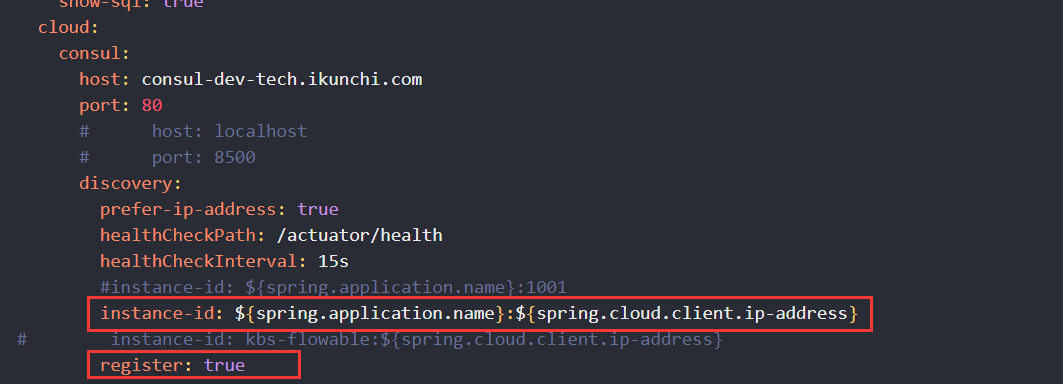 show-sql: true
cloud:
consul:
host: consul-dev-tech.ikunchi.com
port: 80
#      host: localhost
#      port: 8500
discovery:
prefer-ip-address: true
healthCheckPath: /actuator/health
healthCheckInterval: 15s
#instance-id: ${spring.application.name}:1001
instance-id: ${spring.application.name}:${spring.cloud.client.ip-address}
#        instance-id: kbs-flowable:${spring.cloud.client.ip-address}
register: true